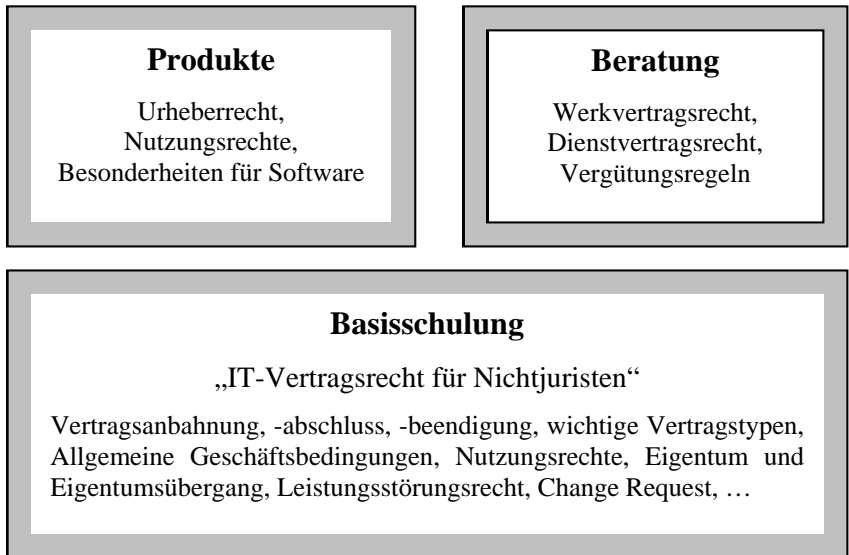 Produkte
Urheberrecht,
Nutzungsrechte,
Besonderheiten für Software
Beratung
Werkvertragsrecht,
Dienstvertragsrecht,
Vergütungsregeln
Basisschulung
„IT-Vertragsrecht für Nichtjuristen“
Vertragsanbahnung, -abschluss, -beendigung, wichtige Vertragstypen,
Allgemeine Geschäftsbedingungen, Nutzungsrechte, Eigentum und
Eigentumsübergang, Leistungsstörungsrecht, Change Request, …